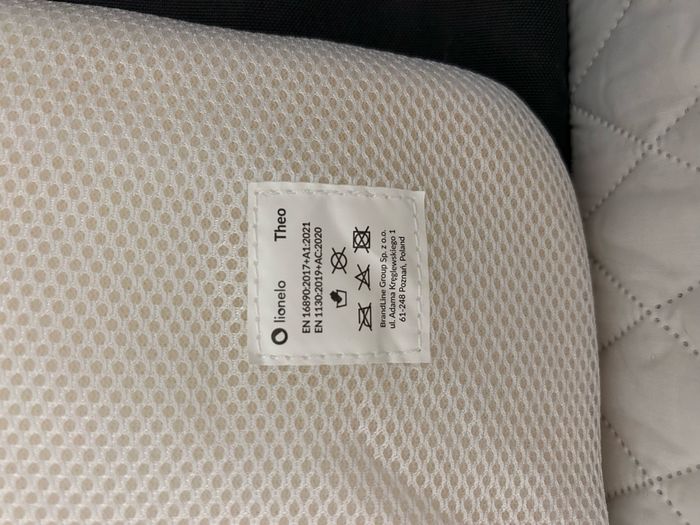 lionelo Theo
EN 16890:2017+A1:2021
EN 1130:2019+AC:2020
BrandLine Group Sp. z o.o.
ul. Adama Kręglewskiego 1
61-248 Poznań, Poland